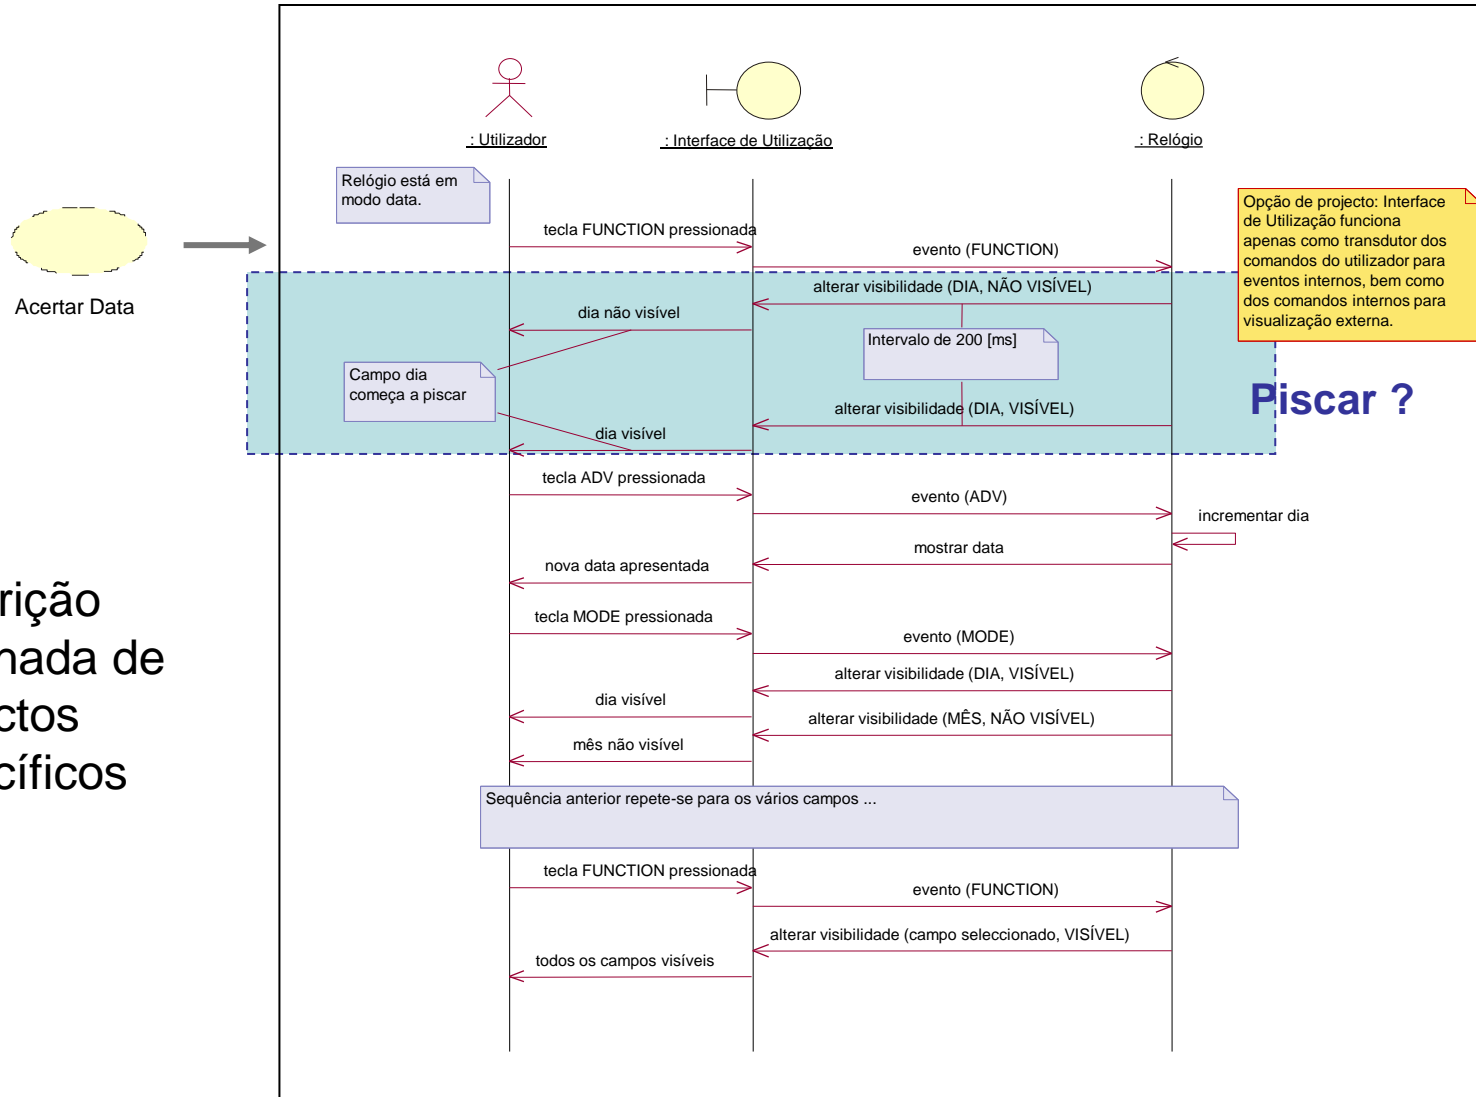 : Utilizador
: Interface de Utilização
: Relógio
Relógio está em
modo data.
Opção de projecto: Interface
de Utilização funciona
apenas como transdutor dos
comandos do utilizador para
eventos internos, bem como
dos comandos internos para
visualização externa.
tecla FUNCTION pressionada
evento (FUNCTION)
Acertar Data
alterar visibilidade (DIA, NÃO VISÍVEL)
dia não visível
Intervalo de 200 [ms]
Campo dia
começa a piscar
Piscar ?
alterar visibilidade (DIA, VISÍVEL)
dia visível
tecla ADV pressionada
evento (ADV)
incrementar dia
mostrar data
nova data apresentada
rição
nada de
ctos
cíficos
tecla MODE pressionada
evento (MODE)
alterar visibilidade (DIA, VISÍVEL)
dia visível
alterar visibilidade (MÊS, NÃO VISÍVEL)
mês não visível
Sequência anterior repete-se para os vários campos ...
tecla FUNCTION pressionada
evento (FUNCTION)
alterar visibilidade (campo seleccionado, VISÍVEL)
todos os campos visíveis